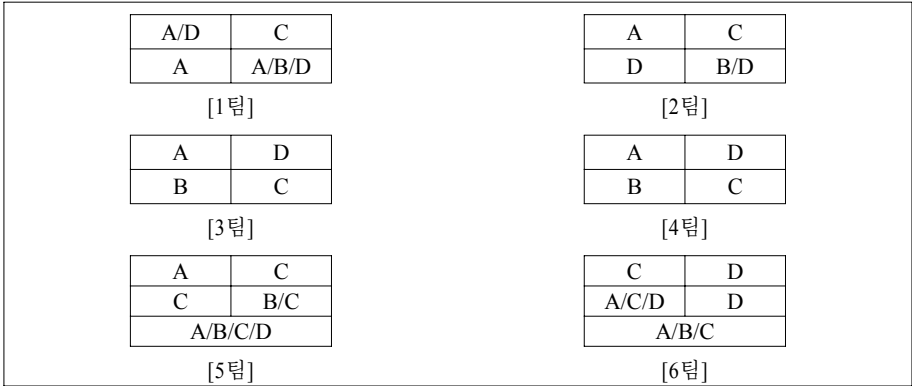 A/D C A C
A A/B/D D B/D
[1팀] [2팀]
A D A D
B C B C
[3팀] [4팀]
A C C D
C B/C A/C/D D
A/B/C/D A/B/C
[5팀] [6팀]